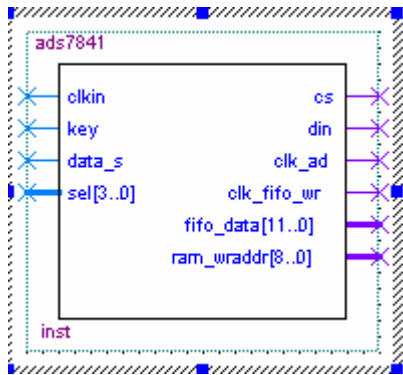 ads7841
clkin cs
key din
data_s clk_ad
sel[3..0] clk_fifo_wr
fifo_data[11..0]
ram_wraddr[8..0]
inst